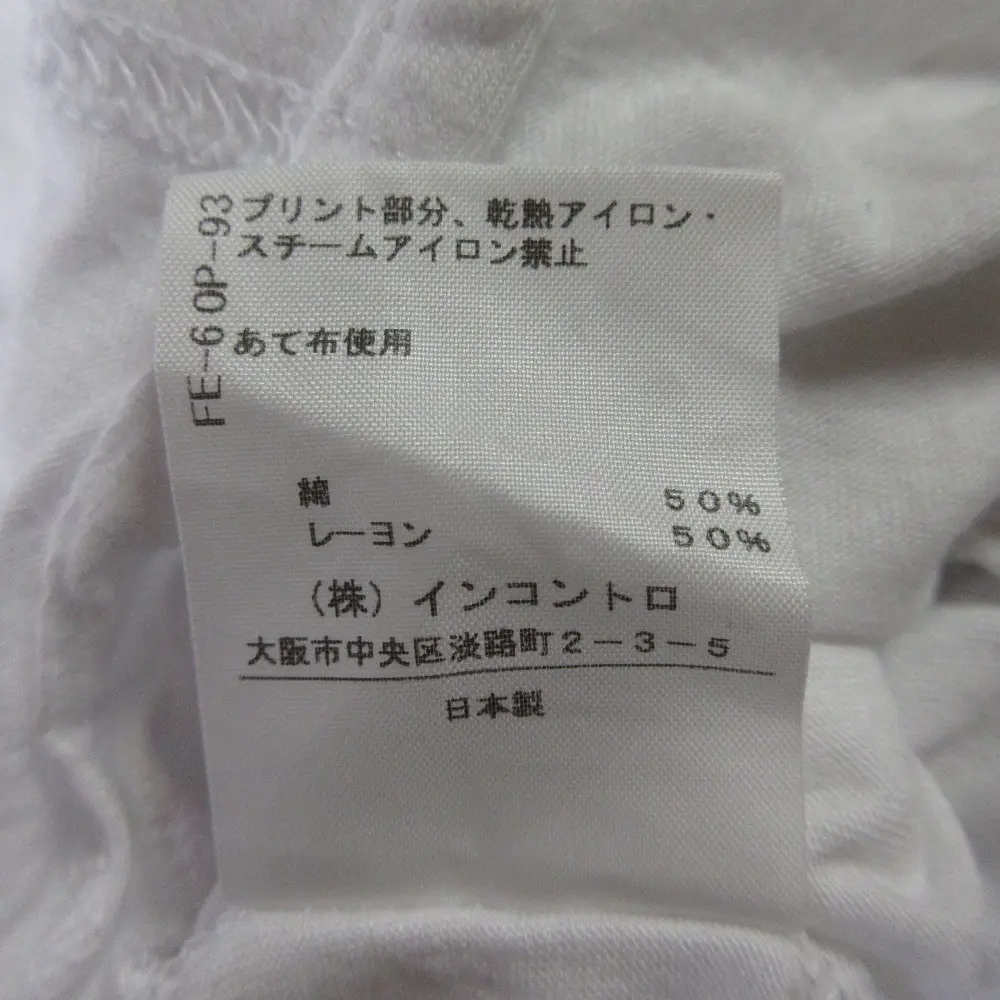 プリント部分、乾熱アイロン・
スチームアイロン禁止
あて布使用
FE-6 OP-93
綿 50%
レーヨン 50%
(株)インコントロ
大阪市中央区淡路町2-3-5
日本製